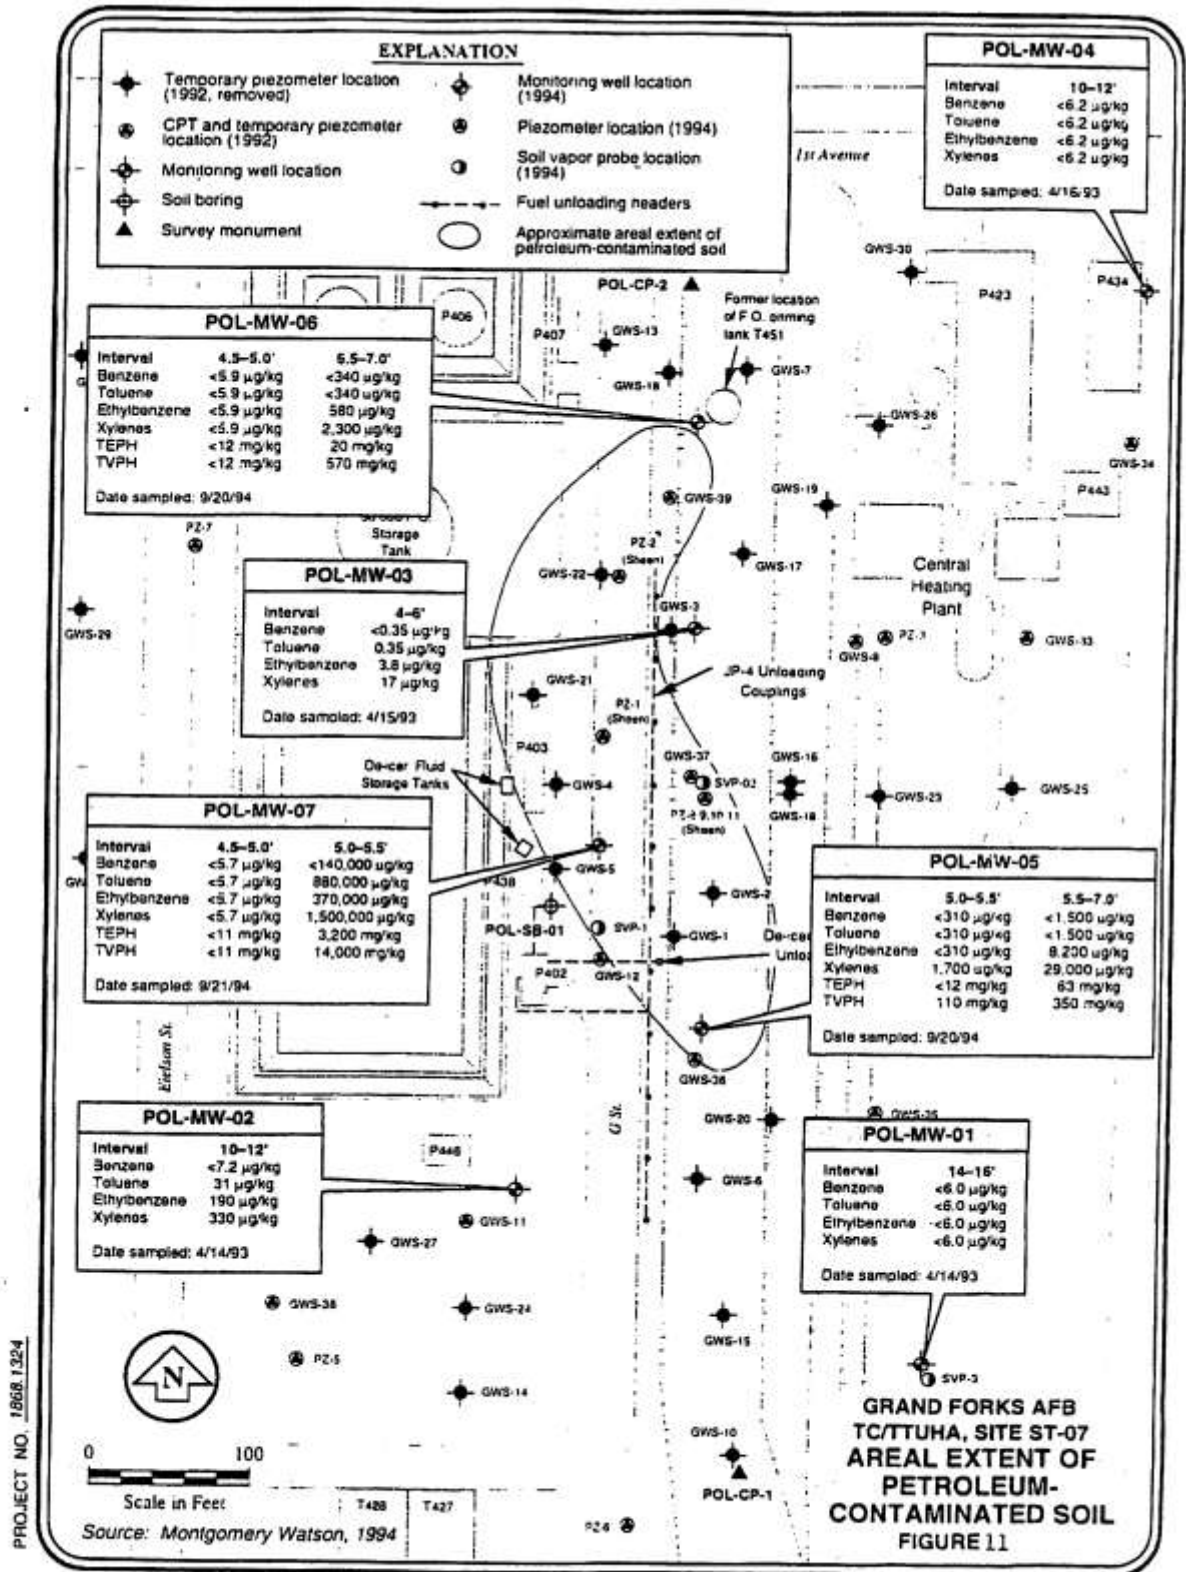 EXPLANATION
Temporary piezometer location
(1992, removed)
CPT and temporary piezometer
location (1992)
Monitoring well location
Soil boring
Survey monument
Monitoring well location
(1994)
Piezometer location (1994)
Soil vapor probe location
(1994)
Fuel unloading headers
Approximate areal extent of
petroleum-contaminated soil
POL-MW-04
Interval 10–12'
Benzene <6.2 µg/kg
Toluene <6.2 µg/kg
Ethylbenzene <6.2 µg/kg
Xylenes <6.2 µg/kg
Date sampled: 4/16/93
1st Avenue
GWS-30
P423
P434
POL-CP-2
P406
P407
GWS-13
Former location
tank T451
GWS-18
GWS-7
POL-MW-06
Interval 4.5–5.0' 6.5–7.0'
Benzene <5.9 µg/kg <340 µg/kg
Toluene <5.9 µg/kg <340 µg/kg
Ethylbenzene <5.9 µg/kg 580 µg/kg
Xylenes <5.9 µg/kg 2,300 µg/kg
TEPH <12 mg/kg 20 mg/kg
TVPH <12 mg/kg 570 mg/kg
Date sampled: 9/20/94
GWS-26
GWS-34
P443
GWS-39
GWS-19
Storage
Tank
PZ-7
PZ-2
(Sheen)
GWS-22
GWS-17
Central
Heating
Plant
GWS-29
POL-MW-03
Interval 4–6'
Benzene <0.35 µg/kg
Toluene 0.35 µg/kg
Ethylbenzene 3.8 µg/kg
Xylenes 17 µg/kg
Date sampled: 4/15/93
GWS-3
GWS-8
PZ-3
GWS-33
GWS-21
JP-4 Unloading
Couplings
PZ-1
(Sheen)
P403
De-icer Fluid
Storage Tanks
GWS-4
GWS-37
SVP-02
(Sheen)
GWS-16
GWS-18
GWS-23
GWS-25
POL-MW-07
Interval 4.5–5.0' 5.0–5.5'
Benzene <5.7 µg/kg <140,000 µg/kg
Toluene <5.7 µg/kg 880,000 µg/kg
Ethylbenzene <5.7 µg/kg 370,000 µg/kg
Xylenes <5.7 µg/kg 1,500,000 µg/kg
TEPH <11 mg/kg 3,200 mg/kg
TVPH <11 mg/kg 14,000 mg/kg
Date sampled: 9/21/94
GWS-5
P438
POL-SB-01
SVP-1
GWS-2
GWS-1
GWS-12
P402
POL-MW-05
Interval 5.0–5.5' 5.5–7.0'
Benzene <310 µg/kg <1,500 µg/kg
Toluene <310 µg/kg <1,500 µg/kg
Ethylbenzene <310 µg/kg 8,200 µg/kg
Xylenes 1,700 ug/kg 29,000 µg/kg
TEPH <12 mg/kg 63 mg/kg
TVPH 110 mg/kg 350 mg/kg
Date sampled: 9/20/94
Eielson St.
G St.
GWS-36
GWS-20
GWS-35
POL-MW-02
Interval 10–12'
Benzene <7.2 µg/kg
Toluene 31 µg/kg
Ethylbenzene 190 µg/kg
Xylenes 330 µg/kg
Date sampled: 4/14/93
P446
GWS-11
GWS-27
GWS-6
POL-MW-01
Interval 14–16'
Benzene <6.0 µg/kg
Toluene <6.0 µg/kg
Ethylbenzene <6.0 µg/kg
Xylenes <6.0 µg/kg
Date sampled: 4/14/93
GWS-38
GWS-24
GWS-15
PZ-5
GWS-14
SVP-3
N
GWS-10
POL-CP-1
0 100
Scale in Feet
T428
T427
PZ-6
Source: Montgomery Watson, 1994
GRAND FORKS AFB
TC/TTUHA, SITE ST-07
AREAL EXTENT OF
PETROLEUM-
CONTAMINATED SOIL
FIGURE 11
PROJECT NO. 1868.1324